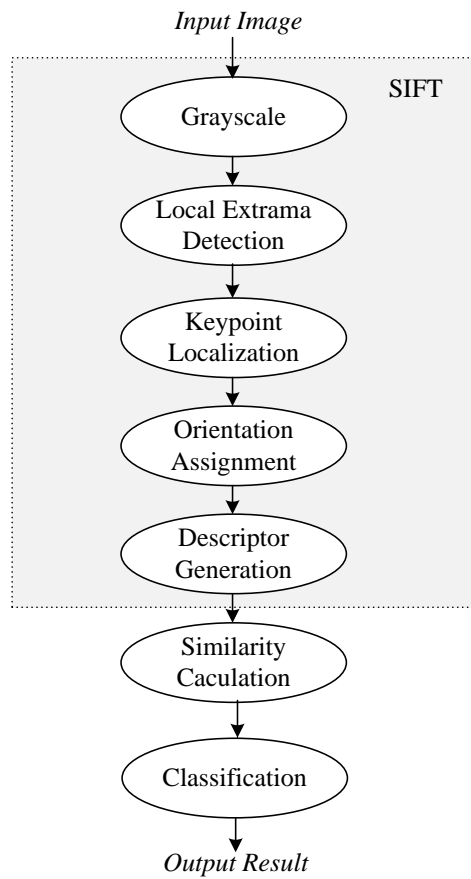 Input Image
SIFT
Grayscale
Local Extrama
Detection
Keypoint
Localization
Orientation
Assignment
Descriptor
Generation
Similarity
Caculation
Classification
Output Result